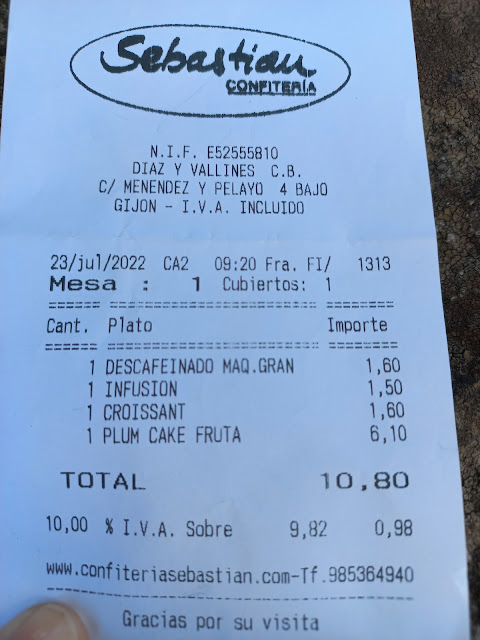 Sebastian
CONFITERÍA
N.I.F. E52555810
DIAZ Y VALLINES C.B.
C/ MENENDEZ Y PELAYO 4 BAJO
GIJON - I.V.A. INCLUIDO
23/jul/2022 CA2 09:20 Fra. FI/ 1313
Mesa : 1 Cubiertos: 1
Cant. Plato Importe
1 DESCAFEINADO MAQ.GRAN 1,60
1 INFUSION 1,50
1 CROISSANT 1,60
1 PLUM CAKE FRUTA 6,10
TOTAL 10,80
10,00 % I.V.A. Sobre 9,82 0,98
www.confiteriasebastian.com-Tf.985364940
Gracias por su visita